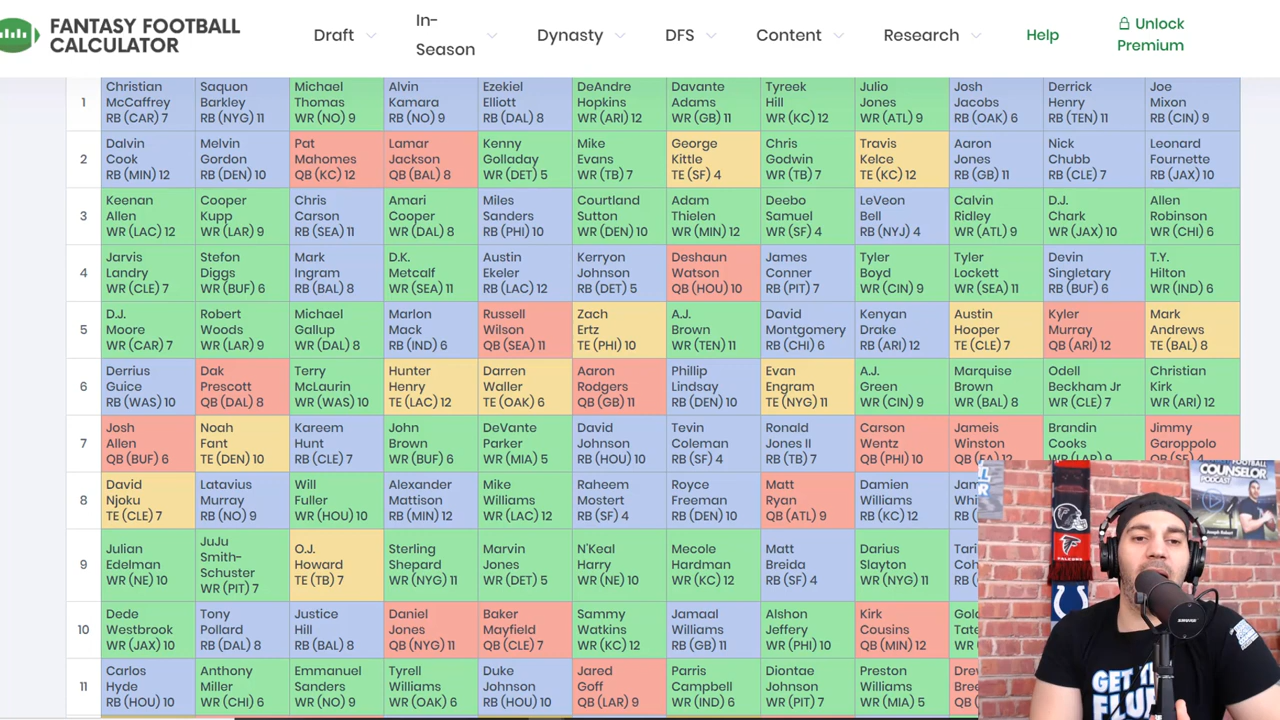 FANTASY FOOTBALL
CALCULATOR
Draft
In-
Season
Dynasty
DFS
Content
Research
Help
Unlock
Premium
1
Christian
McCaffrey
RB (CAR) 7
Saquon
Barkley
RB (NYG) 11
Michael
Thomas
WR (NO) 9
Alvin
Kamara
RB (NO) 9
Ezekiel
Elliott
RB (DAL) 8
DeAndre
Hopkins
WR (ARI) 12
Davante
Adams
WR (GB) 11
Tyreek
Hill
WR (KC) 12
Julio
Jones
WR (ATL) 9
Josh
Jacobs
RB (OAK) 6
Derrick
Henry
RB (TEN) 11
Joe
Mixon
RB (CIN) 9
2
Dalvin
Cook
RB (MIN) 12
Melvin
Gordon
RB (DEN) 10
Pat
Mahomes
QB (KC) 12
Lamar
Jackson
QB (BAL) 8
Kenny
Golladay
WR (DET) 5
Mike
Evans
WR (TB) 7
George
Kittle
TE (SF) 4
Chris
Godwin
WR (TB) 7
Travis
Kelce
TE (KC) 12
Aaron
Jones
RB (GB) 11
Nick
Chubb
RB (CLE) 7
Leonard
Fournette
RB (JAX) 10
3
Keenan
Allen
WR (LAC) 12
Cooper
Kupp
WR (LAR) 9
Chris
Carson
RB (SEA) 11
Amari
Cooper
WR (DAL) 8
Miles
Sanders
RB (PHI) 10
Courtland
Sutton
WR (DEN) 10
Adam
Thielen
WR (MIN) 12
Deebo
Samuel
WR (SF) 4
LeVeon
Bell
RB (NYJ) 4
Calvin
Ridley
WR (ATL) 9
D.J.
Chark
WR (JAX) 10
Allen
Robinson
WR (CHI) 6
4
Jarvis
Landry
WR (CLE) 7
Stefon
Diggs
WR (BUF) 6
Mark
Ingram
RB (BAL) 8
D.K.
Metcalf
WR (SEA) 11
Austin
Ekeler
RB (LAC) 12
Kerryon
Johnson
RB (DET) 5
Deshaun
Watson
QB (HOU) 10
James
Conner
RB (PIT) 7
Tyler
Boyd
WR (CIN) 9
Tyler
Lockett
WR (SEA) 11
Devin
Singletary
RB (BUF) 6
T.Y.
Hilton
WR (IND) 6
5
D.J.
Moore
WR (CAR) 7
Robert
Woods
WR (LAR) 9
Michael
Gallup
WR (DAL) 8
Marlon
Mack
RB (IND) 6
Russell
Wilson
QB (SEA) 11
Zach
Ertz
TE (PHI) 10
A.J.
Brown
WR (TEN) 11
David
Montgomery
RB (CHI) 6
Kenyan
Drake
RB (ARI) 12
Austin
Hooper
TE (CLE) 7
Kyler
Murray
QB (ARI) 12
Mark
Andrews
TE (BAL) 8
6
Derrius
Guice
RB (WAS) 10
Dak
Prescott
QB (DAL) 8
Terry
McLaurin
WR (WAS) 10
Hunter
Henry
TE (LAC) 12
Darren
Waller
TE (OAK) 6
Aaron
Rodgers
QB (GB) 11
Phillip
Lindsay
RB (DEN) 10
Evan
Engram
TE (NYG) 11
A.J.
Green
WR (CIN) 9
Marquise
Brown
WR (BAL) 8
Odell
Beckham Jr
WR (CLE) 7
Christian
Kirk
WR (ARI) 12
7
Josh
Allen
QB (BUF) 6
Noah
Fant
TE (DEN) 10
Kareem
Hunt
RB (CLE) 7
John
Brown
WR (BUF) 6
DeVante
Parker
WR (MIA) 5
David
Johnson
RB (HOU) 10
Tevin
Coleman
RB (SF) 4
Ronald
Jones II
RB (TB) 7
Carson
Wentz
QB (PHI) 10
Jameis
Winston
QB (FA) 12
Brandin
Cooks
WR (LAR) 9
Jimmy
Garoppolo
QB (SF) 4
8
David
Njoku
TE (CLE) 7
Latavius
Murray
RB (NO) 9
Will
Fuller
WR (HOU) 10
Alexander
Mattison
RB (MIN) 12
Mike
Williams
WR (LAC) 12
Raheem
Mostert
RB (SF) 4
Royce
Freeman
RB (DEN) 10
Matt
Ryan
QB (ATL) 9
Damien
Williams
RB (KC) 12
Jam
Whi
RB (
9
Julian
Edelman
WR (NE) 10
JuJu
Smith-
Schuster
WR (PIT) 7
O.J.
Howard
TE (TB) 7
Sterling
Shepard
WR (NYG) 11
Marvin
Jones
WR (DET) 5
N'Keal
Harry
WR (NE) 10
Mecole
Hardman
WR (KC) 12
Matt
Breida
RB (SF) 4
Darius
Slayton
WR (NYG) 11
Tari
Coh
RB (
10
Dede
Westbrook
WR (JAX) 10
Tony
Pollard
RB (DAL) 8
Justice
Hill
RB (BAL) 8
Daniel
Jones
QB (NYG) 11
Baker
Mayfield
QB (CLE) 7
Sammy
Watkins
WR (KC) 12
Jamaal
Williams
RB (GB) 11
Alshon
Jeffery
WR (PHI) 10
Kirk
Cousins
QB (MIN) 12
Gol
Tate
WR (
11
Carlos
Hyde
RB (HOU) 10
Anthony
Miller
WR (CHI) 6
Emmanuel
Sanders
WR (NO) 9
Tyrell
Williams
WR (OAK) 6
Duke
Johnson
RB (HOU) 10
Jared
Goff
QB (LAR) 9
Parris
Campbell
WR (IND) 6
Diontae
Johnson
WR (PIT) 7
Preston
Williams
WR (MIA) 5
Drew
Bree
QB (
FOOTBALL
COUNSELOR
PODCAST
FALCONS
SHURE
GET
FLU